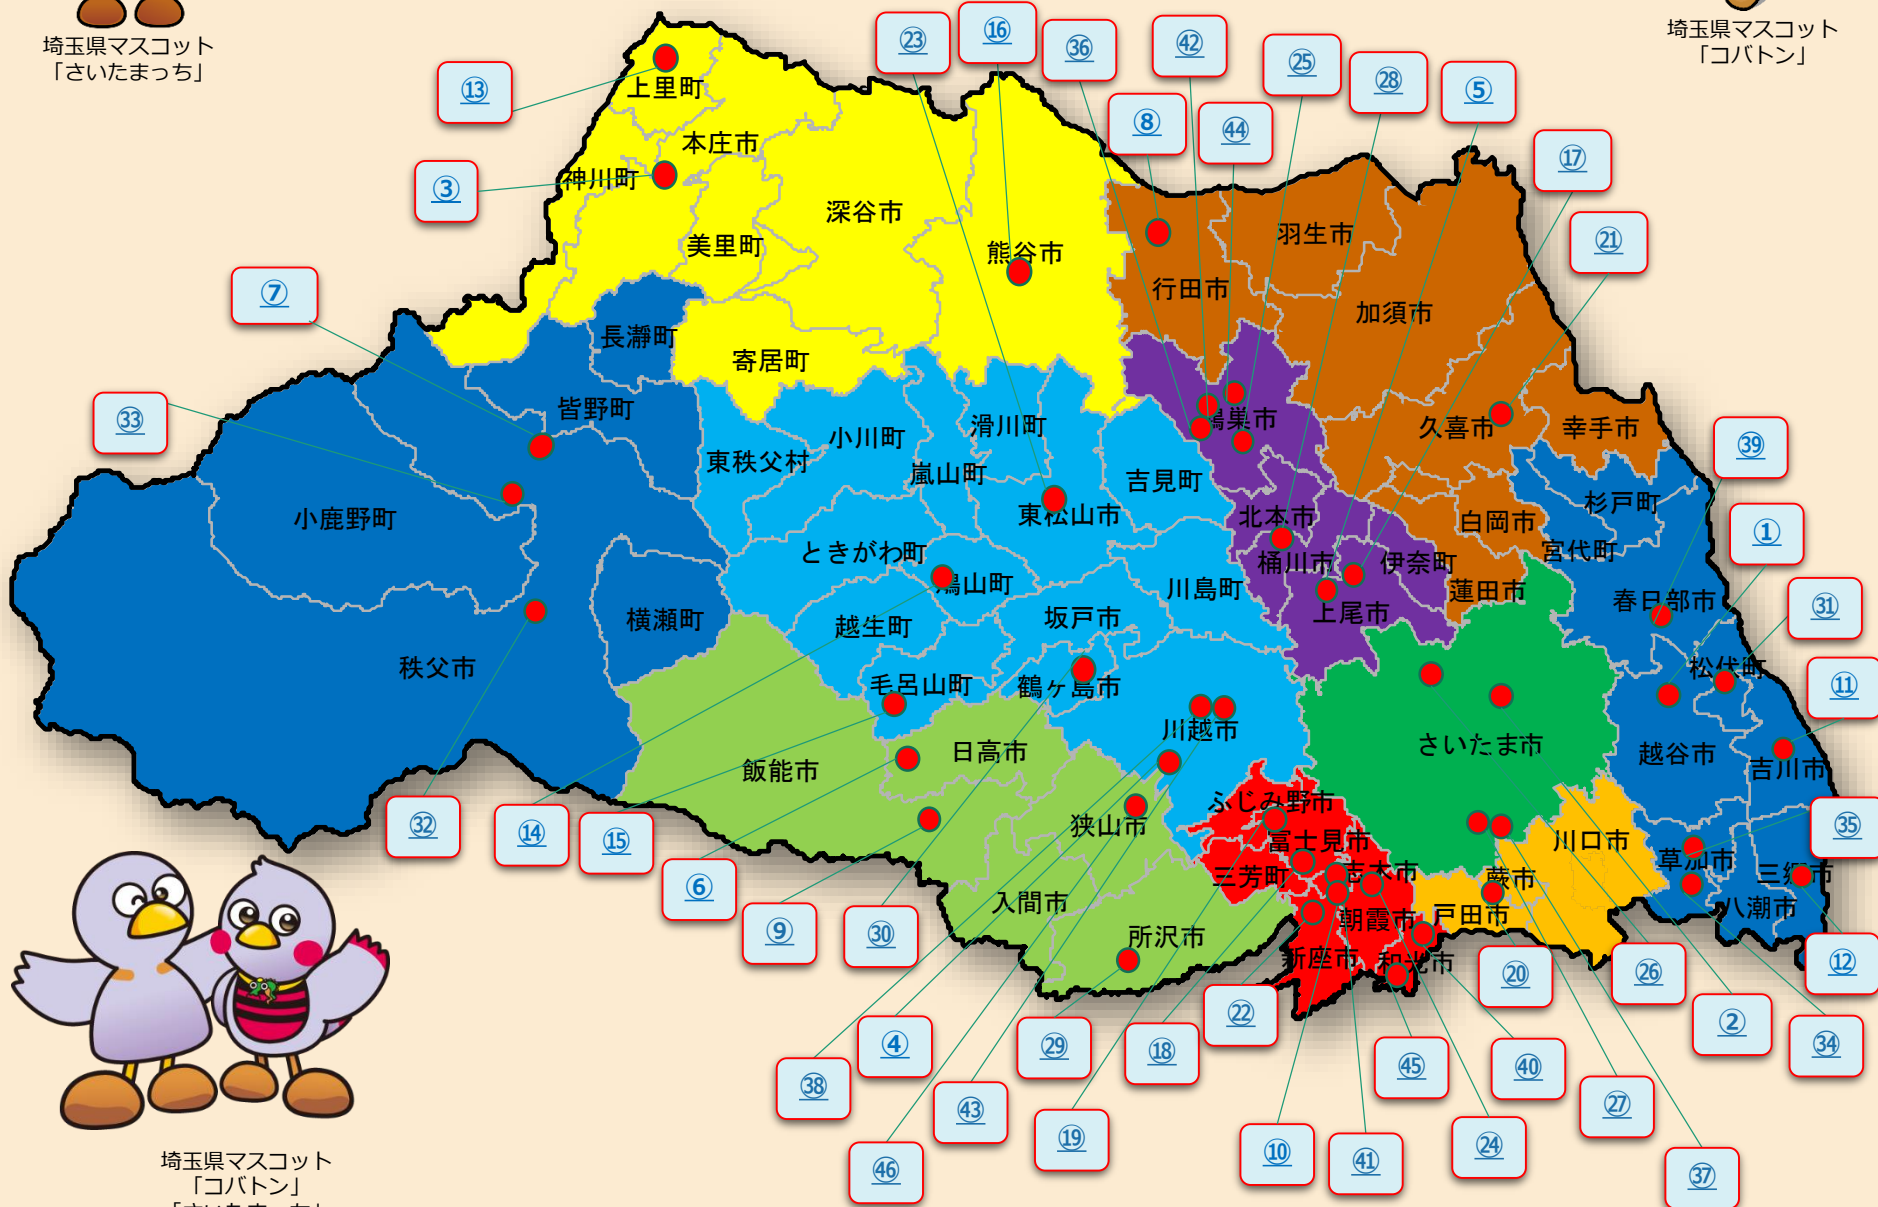 埼玉県マスコット
「さいたまっち」
埼玉県マスコット
「コバトン」
㉓
⑯
㊱
㊷
㉕
㉘
⑤
⑬
⑧
㊹
⑰
③
㉑
⑦
㉝
㊴
①
㉛
⑪
㉟
⑫
㉜
⑭
⑮
⑥
⑨
㉚
④
㊳
㊻
㊸
㉙
⑲
⑱
㉒
⑩
㊶
㊺
㉔
㊵
⑳
㉗
㊲
㉖
②
㉞
上里町
本庄市
神川町
美里町
深谷市
熊谷市
行田市
羽生市
加須市
長瀞町
寄居町
皆野町
小川町
滑川町
東秩父村
嵐山町
吉見町
鴻巣市
久喜市
幸手市
小鹿野町
東松山市
北本市
白岡市
杉戸町
宮代町
ときがわ町
鳩山町
川島町
桶川市
伊奈町
蓮田市
春日部市
横瀬町
越生町
坂戸市
上尾市
秩父市
毛呂山町
鶴ヶ島市
松伏町
川越市
さいたま市
越谷市
吉川市
飯能市
日高市
狭山市
ふじみ野市
富士見市
三芳町
志木市
川口市
蕨市
戸田市
草加市
三郷市
八潮市
入間市
所沢市
朝霞市
新座市
和光市
埼玉県マスコット
「コバトン」
「さいたまっち」